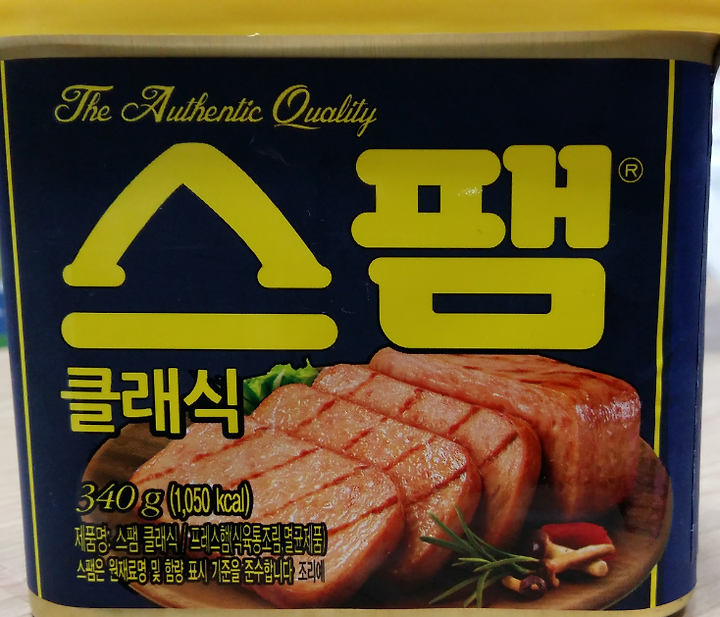 The Authentic Quality
스팸®
클래식
340 g (1,050 kcal)
제품명: 스팸 클래식 / 프레스햄(식육통조림,멸균제품)
스팸은 원재료명 및 함량 표시 기준을 준수합니다 조리예